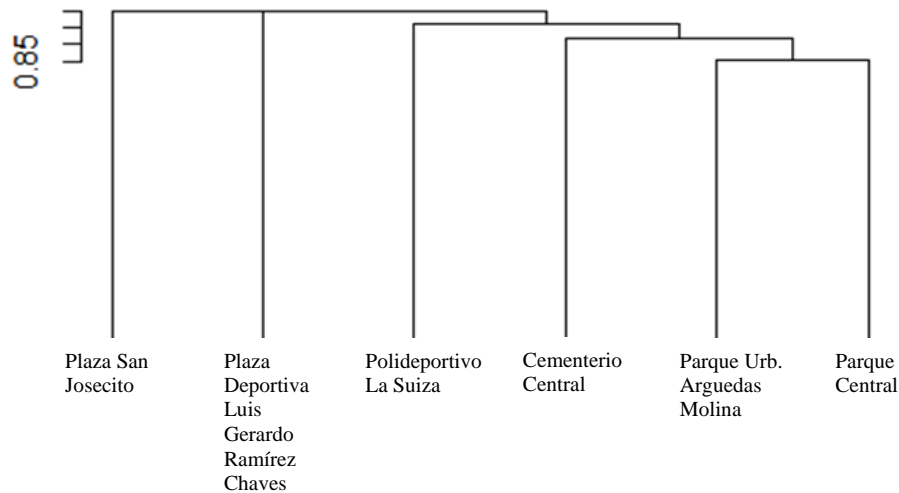 0.85
Plaza San
Josecito
Plaza
Deportiva
Luis
Gerardo
Ramírez
Chaves
Polideportivo
La Suiza
Cementerio
Central
Parque Urb.
Arguedas
Molina
Parque
Central